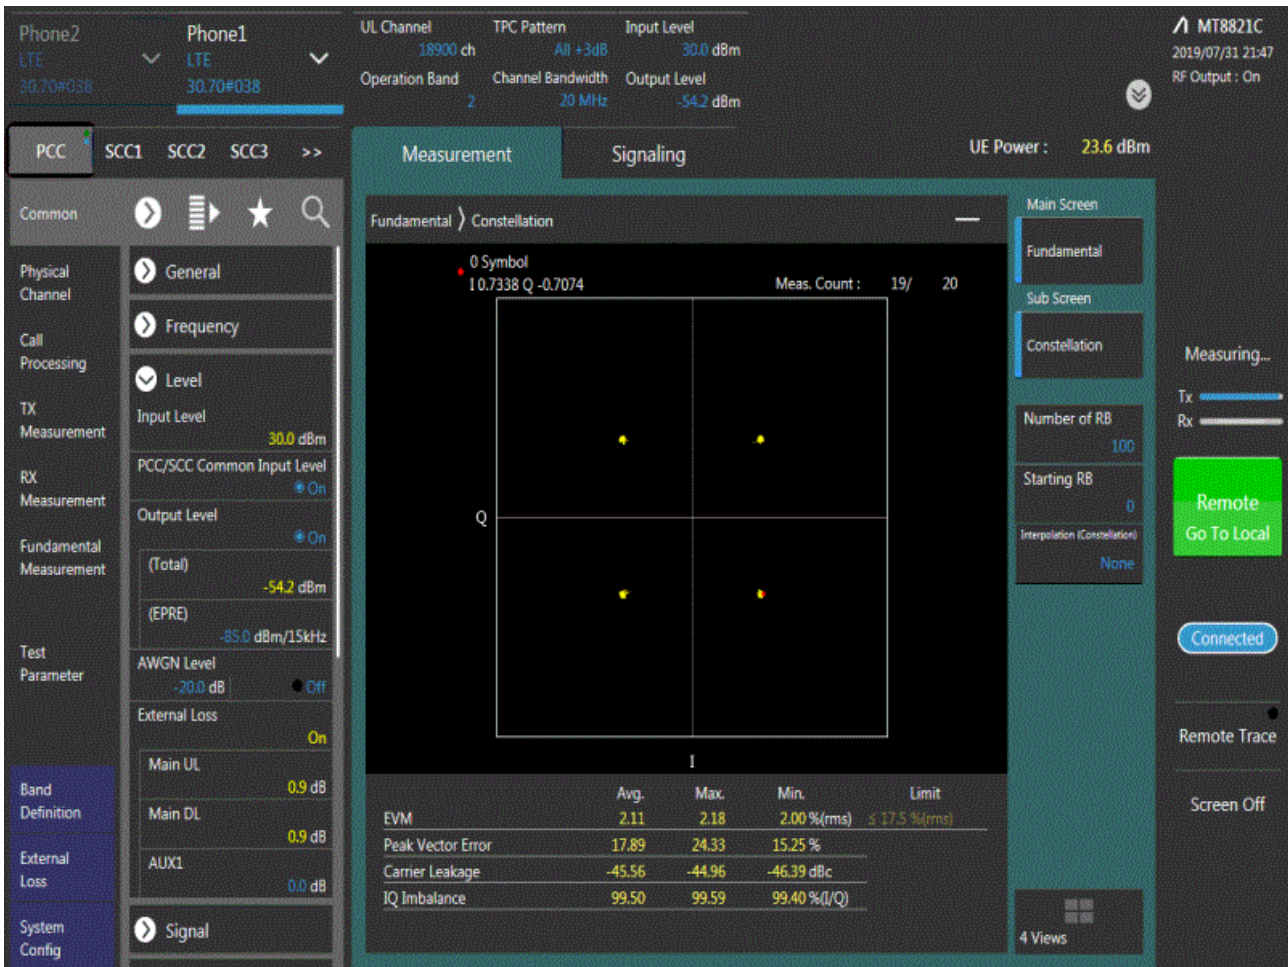 Phone2
LTE
30.70#038
Phone1
LTE
30.70#038
UL Channel
18900 ch
TPC Pattern
All +3dB
Input Level
30.0 dBm
Operation Band
2
Channel Bandwidth
20 MHz
Output Level
-54.2 dBm
MT8821C
2019/07/31 21:47
RF Output : On
PCC SCC1 SCC2 SCC3 >>
Measurement
Signaling
UE Power : 23.6 dBm
Common
Physical
Channel
Call
Processing
TX
Measurement
RX
Measurement
Fundamental
Measurement
Test
Parameter
Band
Definition
External
Loss
System
Config
General
Frequency
Level
Input Level
30.0 dBm
PCC/SCC Common Input Level
On
Output Level
On
(Total)
-54.2 dBm
(EPRE)
-85.0 dBm/15kHz
AWGN Level
-20.0 dB Off
External Loss
On
Main UL
0.9 dB
Main DL
0.9 dB
AUX1
0.0 dB
Signal
Fundamental 〉 Constellation
0 Symbol
I 0.7338 Q -0.7074
Meas. Count : 19/ 20
Q
I
Avg. Max. Min. Limit
EVM 2.11 2.18 2.00 %(rms) ≤ 17.5 %(rms)
Peak Vector Error 17.89 24.33 15.25 %
Carrier Leakage -45.56 -44.96 -46.39 dBc
IQ Imbalance 99.50 99.59 99.40 %(I/Q)
Main Screen
Fundamental
Sub Screen
Constellation
Number of RB
100
Starting RB
0
Interpolation (Constellation)
None
4 Views
Measuring...
Tx
Rx
Remote
Go To Local
Connected
Remote Trace
Screen Off